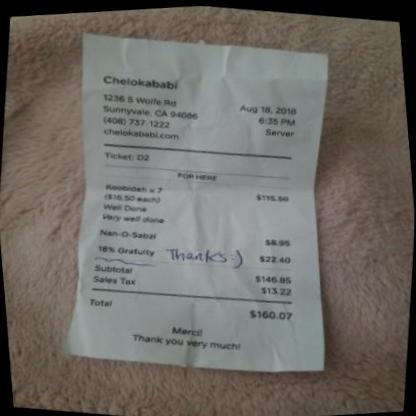 Chelokababi
1236 S Wolfe Rd
Sunnyvale, CA 94086
(408) 737-1222
chelokababi.com
Aug 18, 2018
6:35 PM
Server
Ticket: D2
FOR HERE
Koobideh x 7 $115.50
($16.50 each)
Well Done
Very well done
Nan-O-Sabzi $8.95
18% Gratuity Thanks :) $22.40
Subtotal $146.85
Sales Tax $13.22
Total $160.07
Merci!
Thank you very much!